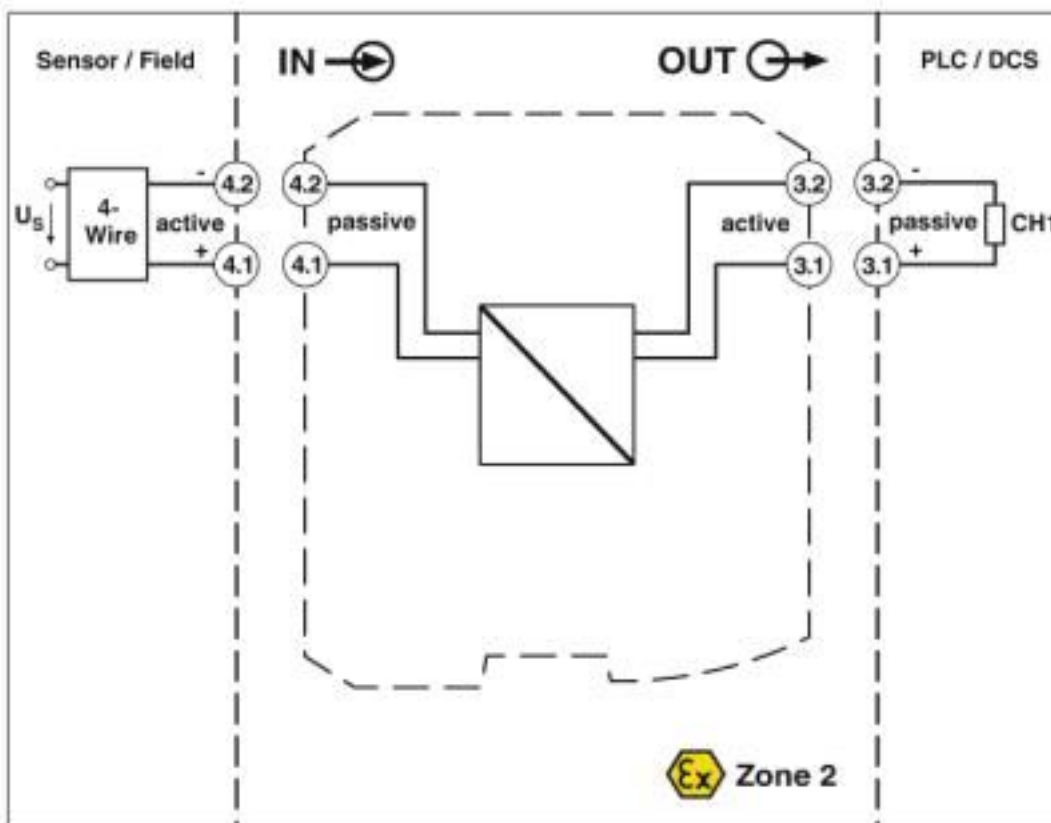 Sensor / Field
IN
OUT
PLC / DCS
4.2
4.2
3.2
3.2
-
-
US
4-
Wire
active
passive
active
passive
CH1
+
+
4.1
4.1
3.1
3.1
Ex
Zone 2